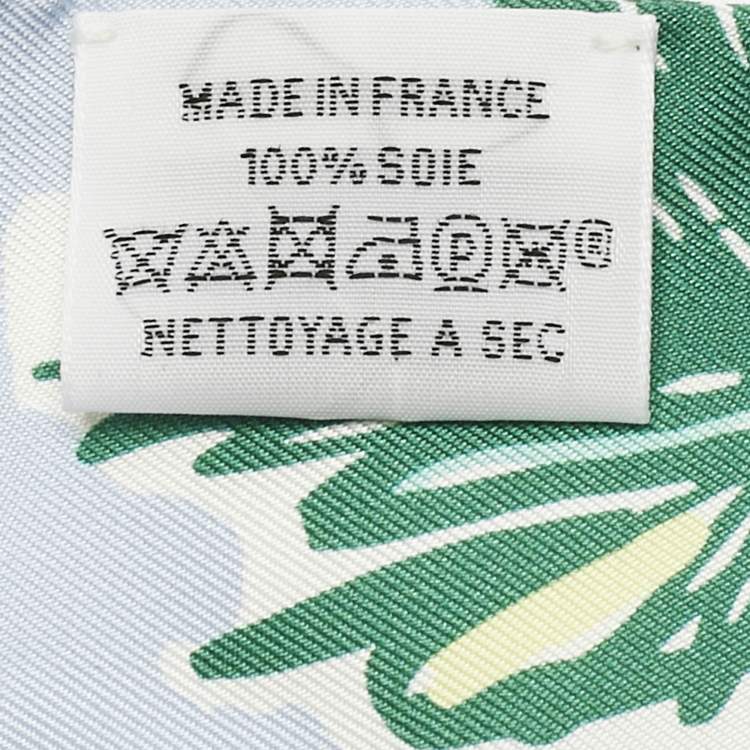 MADE IN FRANCE
100% SOIE
P ®
NETTOYAGE A SEC